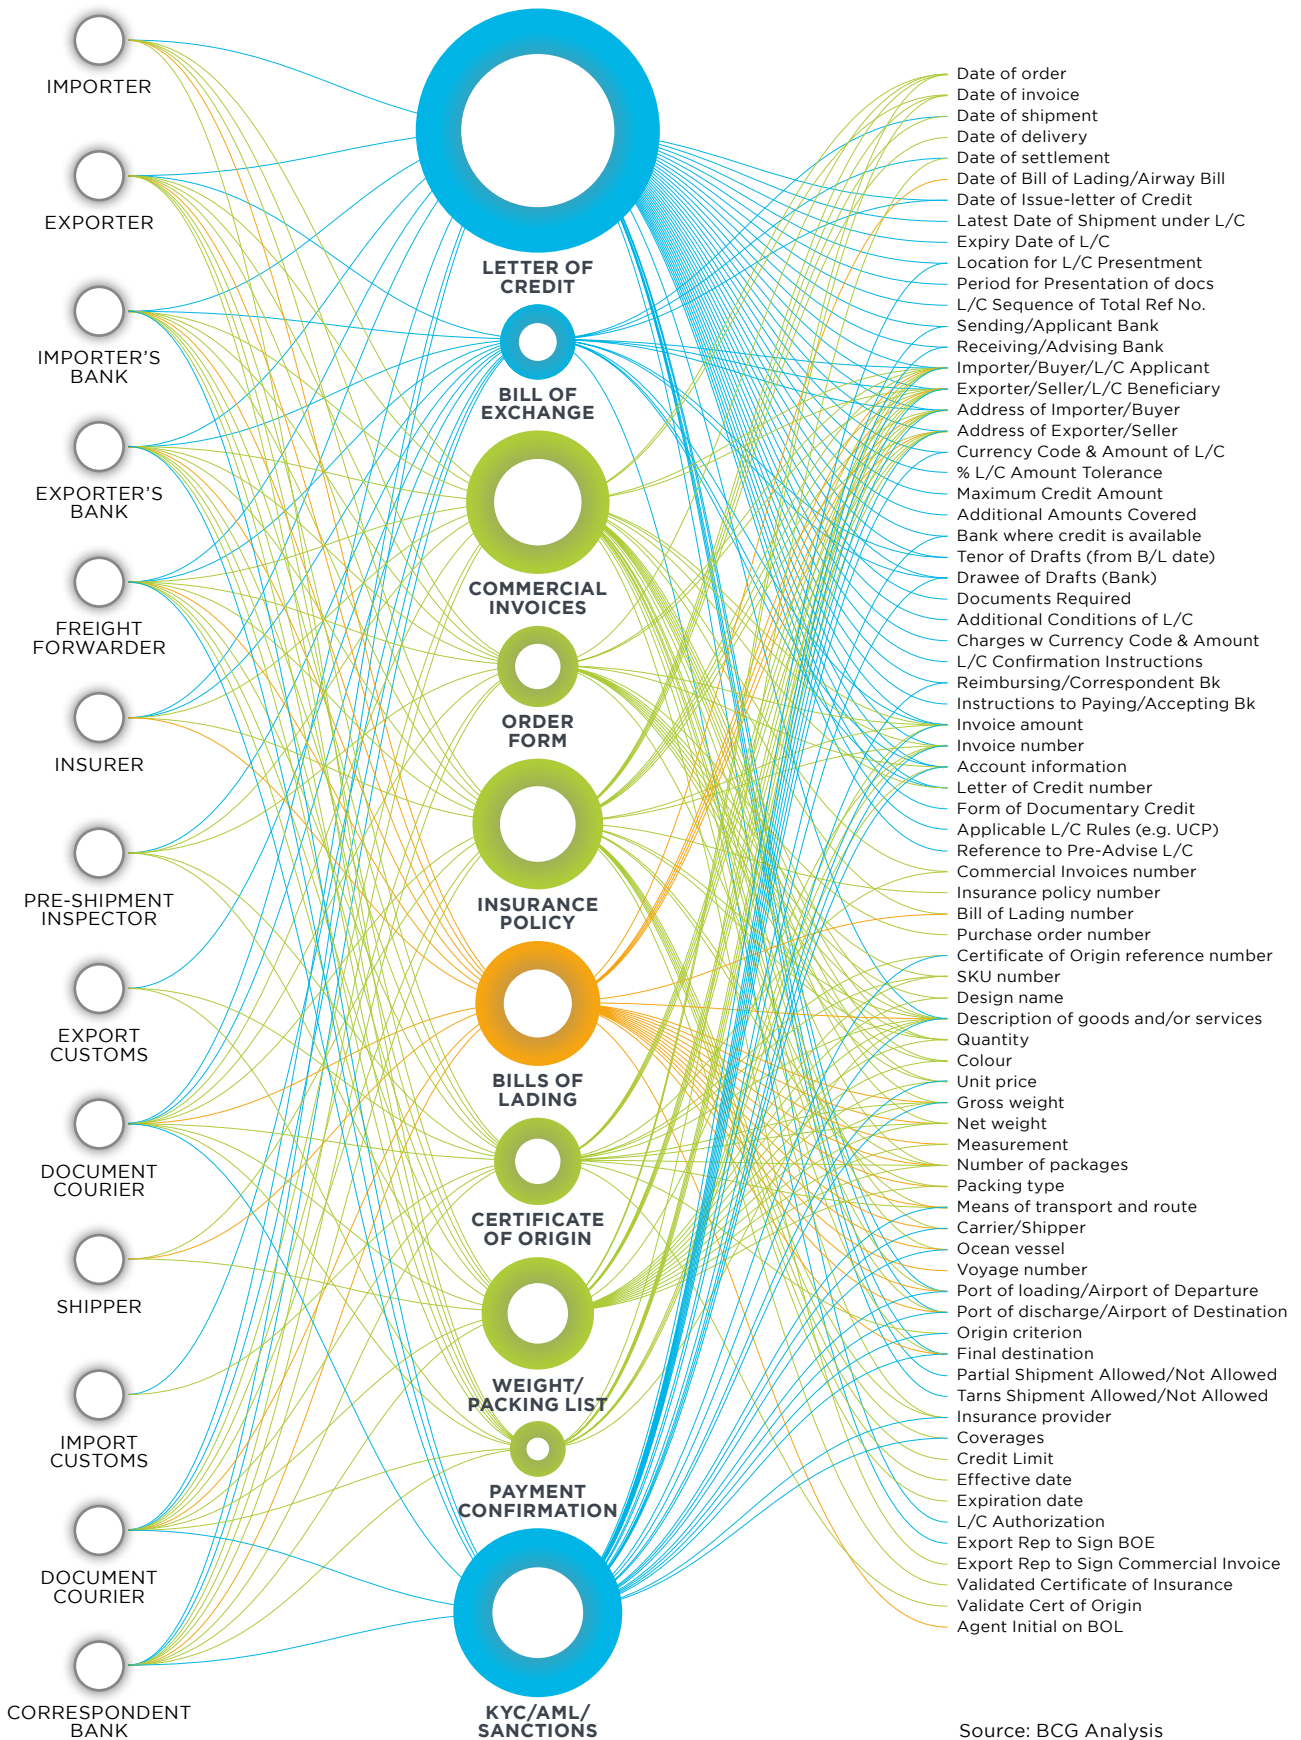 IMPORTER
EXPORTER
IMPORTER'S
BANK
EXPORTER'S
BANK
FREIGHT
FORWARDER
INSURER
PRE-SHIPMENT
INSPECTOR
EXPORT
CUSTOMS
DOCUMENT
COURIER
SHIPPER
IMPORT
CUSTOMS
DOCUMENT
COURIER
CORRESPONDENT
BANK
LETTER OF
CREDIT
BILL OF
EXCHANGE
COMMERCIAL
INVOICES
ORDER
FORM
INSURANCE
POLICY
BILLS OF
LADING
CERTIFICATE
OF ORIGIN
WEIGHT/
PACKING LIST
PAYMENT
CONFIRMATION
KYC/AML/
SANCTIONS
Date of order
Date of invoice
Date of shipment
Date of delivery
Date of settlement
Date of Bill of Lading/Airway Bill
Date of Issue-letter of Credit
Latest Date of Shipment under L/C
Expiry Date of L/C
Location for L/C Presentment
Period for Presentation of docs
L/C Sequence of Total Ref No.
Sending/Applicant Bank
Receiving/Advising Bank
Importer/Buyer/L/C Applicant
Exporter/Seller/L/C Beneficiary
Address of Importer/Buyer
Address of Exporter/Seller
Currency Code & Amount of L/C
% L/C Amount Tolerance
Maximum Credit Amount
Additional Amounts Covered
Bank where credit is available
Tenor of Drafts (from B/L date)
Drawee of Drafts (Bank)
Documents Required
Additional Conditions of L/C
Charges w Currency Code & Amount
L/C Confirmation Instructions
Reimbursing/Correspondent Bk
Instructions to Paying/Accepting Bk
Invoice amount
Invoice number
Account information
Letter of Credit number
Form of Documentary Credit
Applicable L/C Rules (e.g. UCP)
Reference to Pre-Advise L/C
Commercial Invoices number
Insurance policy number
Bill of Lading number
Purchase order number
Certificate of Origin reference number
SKU number
Design name
Description of goods and/or services
Quantity
Colour
Unit price
Gross weight
Net weight
Measurement
Number of packages
Packing type
Means of transport and route
Carrier/Shipper
Ocean vessel
Voyage number
Port of loading/Airport of Departure
Port of discharge/Airport of Destination
Origin criterion
Final destination
Partial Shipment Allowed/Not Allowed
Tarns Shipment Allowed/Not Allowed
Insurance provider
Coverages
Credit Limit
Effective date
Expiration date
L/C Authorization
Export Rep to Sign BOE
Export Rep to Sign Commercial Invoice
Validated Certificate of Insurance
Validate Cert of Origin
Agent Initial on BOL
Source: BCG Analysis